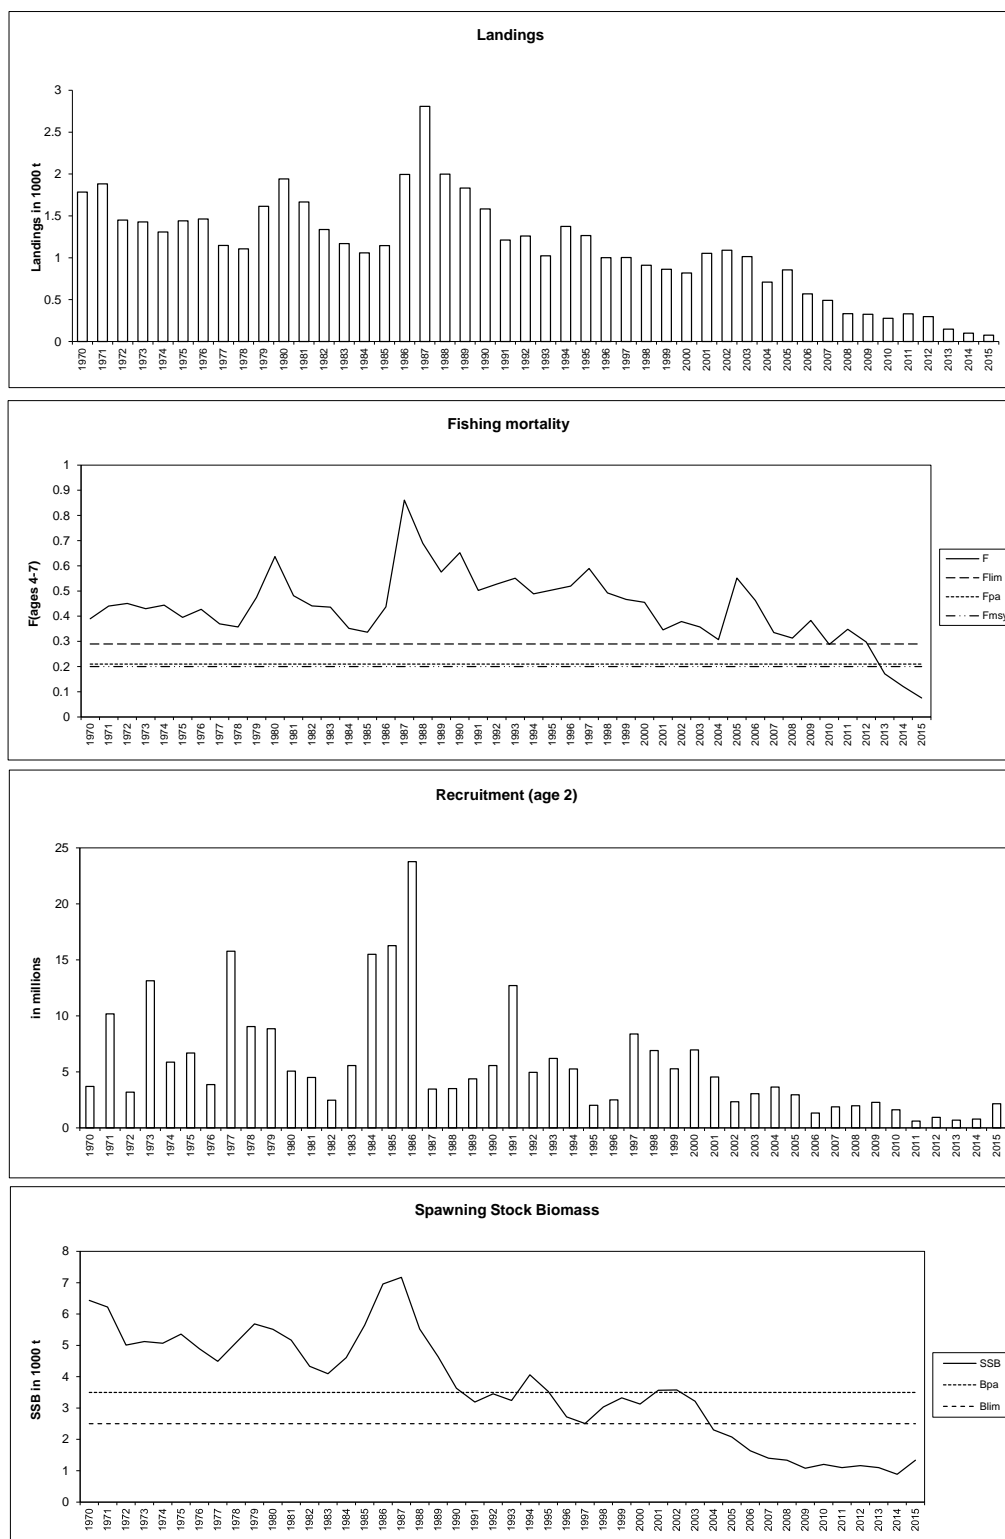 Landings
Landings in 1000 t
3
2.5
2
1.5
1
0.5
0
1970 1971 1972 1973 1974 1975 1976 1977 1978 1979 1980 1981 1982 1983 1984 1985 1986 1987 1988 1989 1990 1991 1992 1993 1994 1995 1996 1997 1998 1999 2000 2001 2002 2003 2004 2005 2006 2007 2008 2009 2010 2011 2012 2013 2014 2015
Fishing mortality
F(ages 4-7)
1
0.9
0.8
0.7
0.6
0.5
0.4
0.3
0.2
0.1
0
1970 1971 1972 1973 1974 1975 1976 1977 1978 1979 1980 1981 1982 1983 1984 1985 1986 1987 1988 1989 1990 1991 1992 1993 1994 1995 1996 1997 1998 1999 2000 2001 2002 2003 2004 2005 2006 2007 2008 2009 2010 2011 2012 2013 2014 2015
F
Flim
Fpa
Fmsy
Recruitment (age 2)
in millions
25
20
15
10
5
0
1970 1971 1972 1973 1974 1975 1976 1977 1978 1979 1980 1981 1982 1983 1984 1985 1986 1987 1988 1989 1990 1991 1992 1993 1994 1995 1996 1997 1998 1999 2000 2001 2002 2003 2004 2005 2006 2007 2008 2009 2010 2011 2012 2013 2014 2015
Spawning Stock Biomass
SSB in 1000 t
8
7
6
5
4
3
2
1
0
1970 1971 1972 1973 1974 1975 1976 1977 1978 1979 1980 1981 1982 1983 1984 1985 1986 1987 1988 1989 1990 1991 1992 1993 1994 1995 1996 1997 1998 1999 2000 2001 2002 2003 2004 2005 2006 2007 2008 2009 2010 2011 2012 2013 2014 2015
SSB
Bpa
Blim